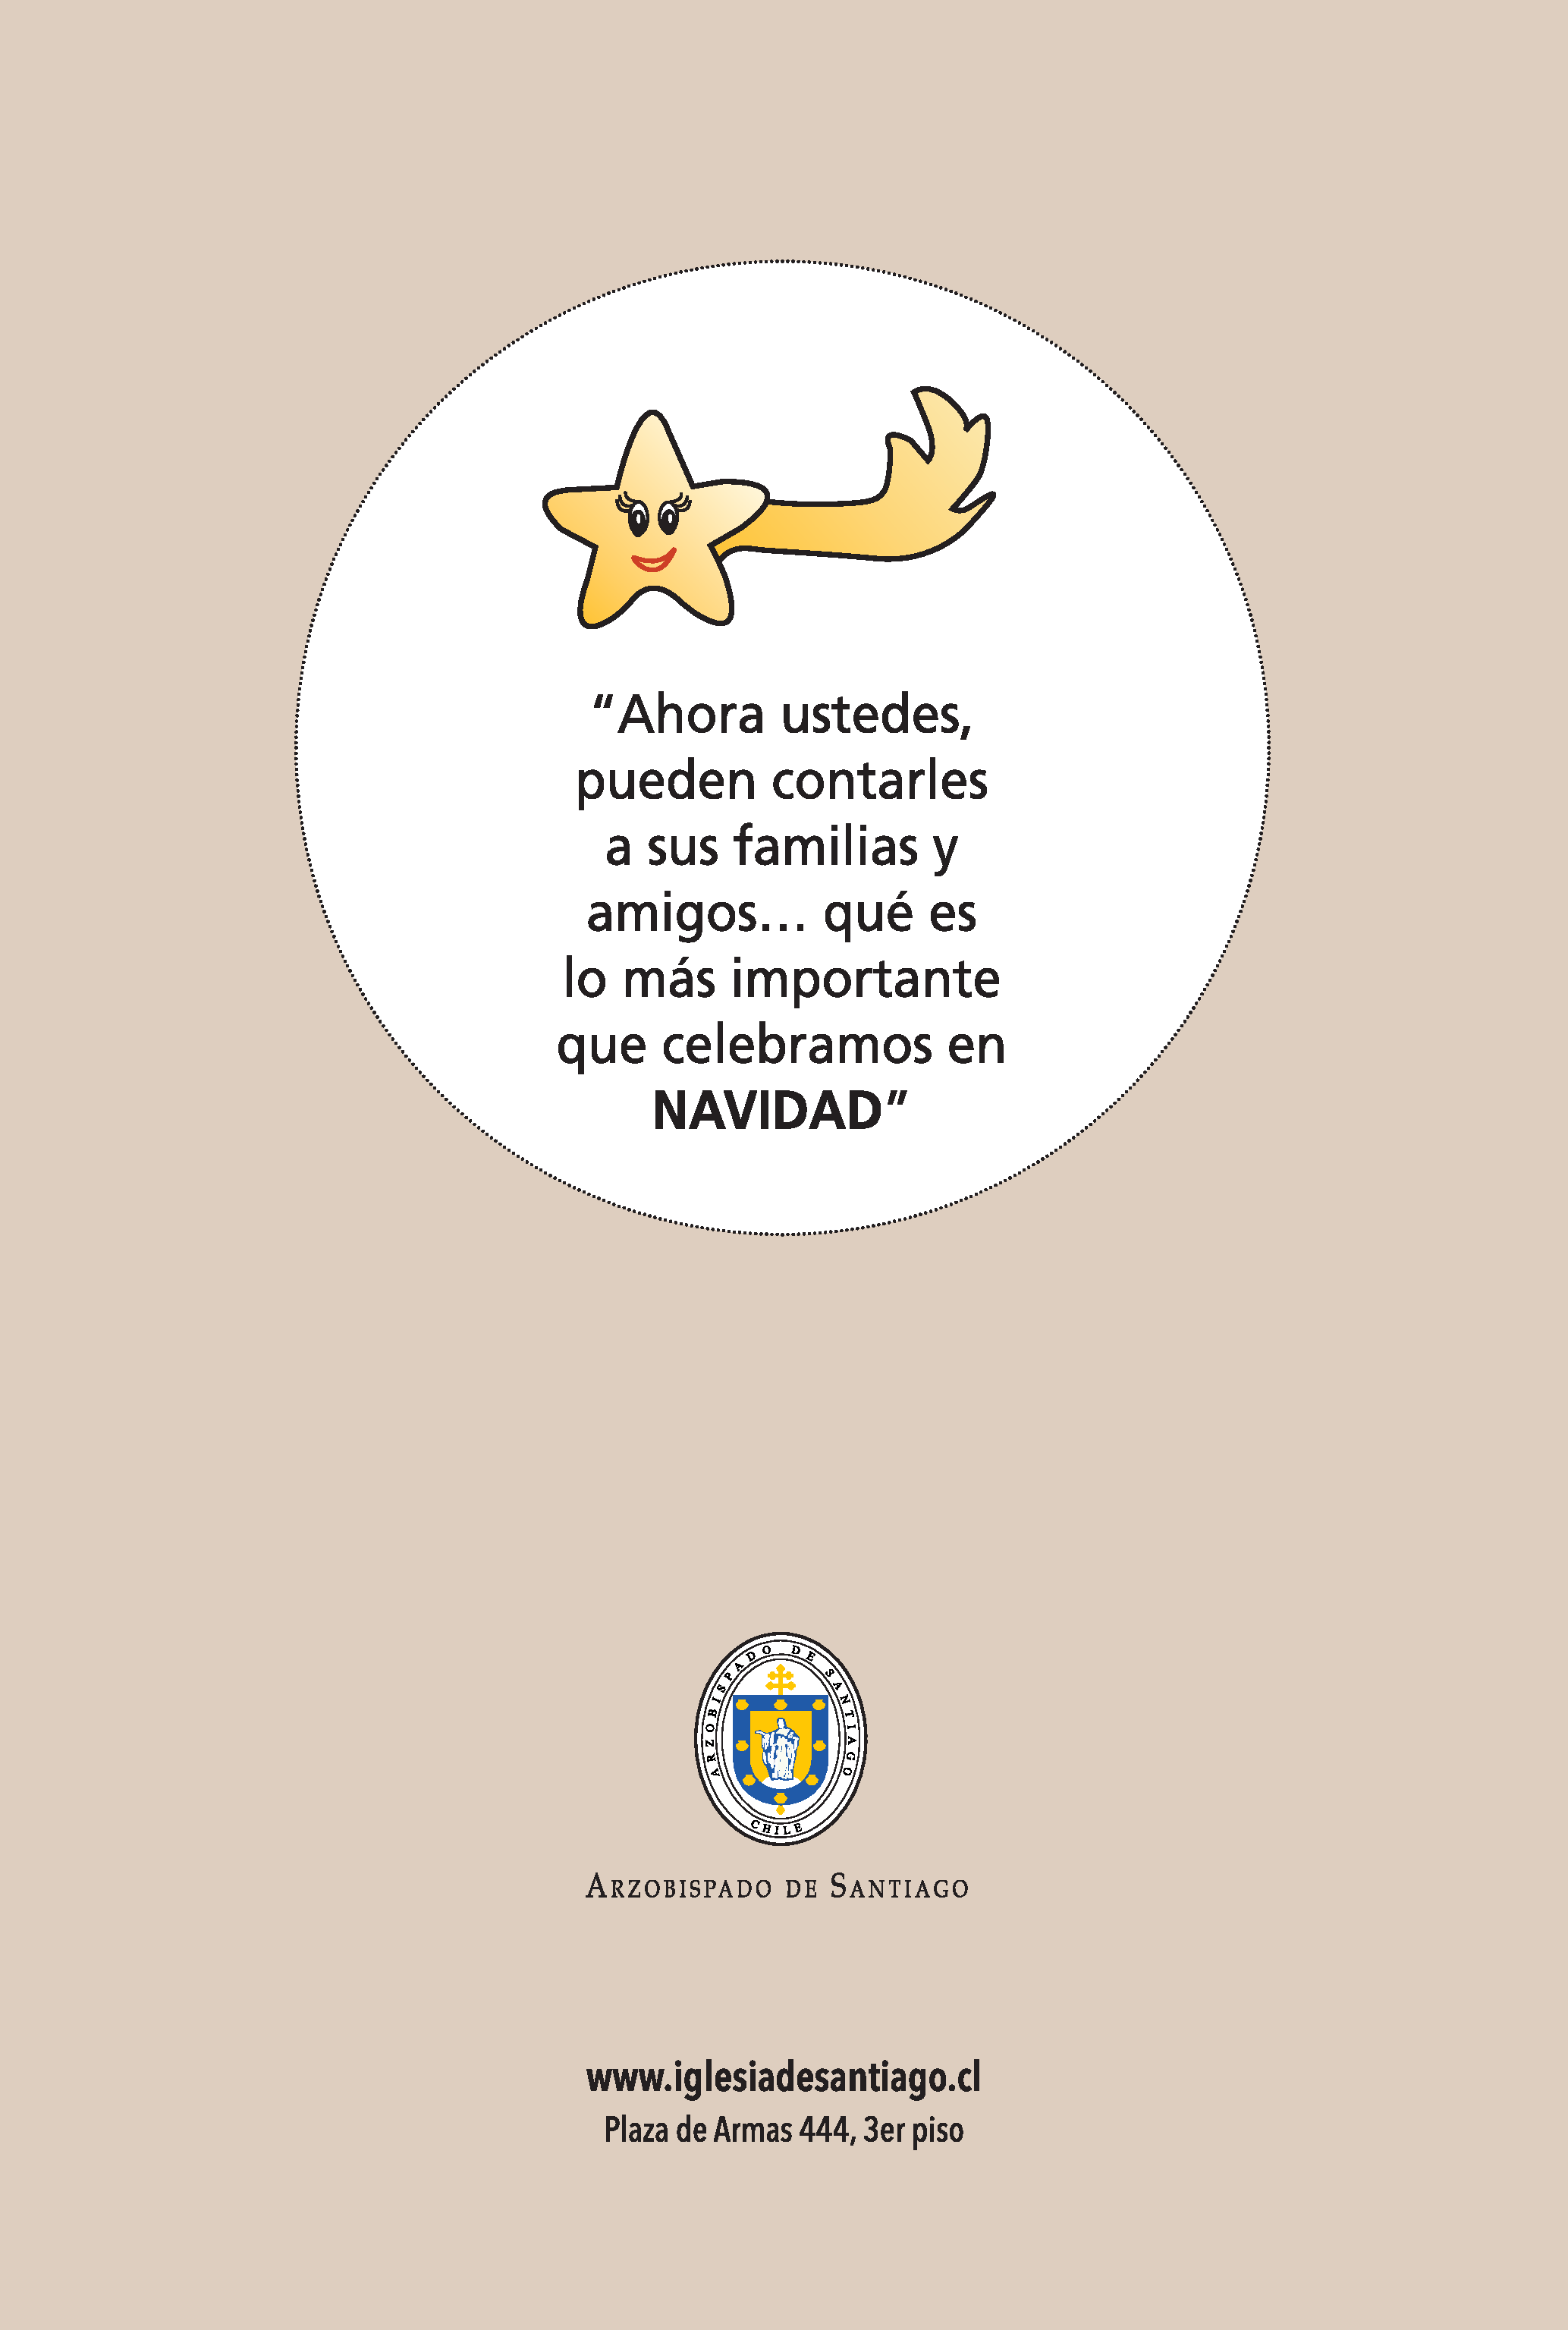 “Ahora ustedes,
pueden contarles
a sus familias y
amigos... qué es
lo más importante
que celebramos en
NAVIDAD”
ARZOBISPADO DE SANTIAGO
CHILE
ARZOBISPADO DE SANTIAGO
www.iglesiadesantiago.cl
Plaza de Armas 444, 3er piso